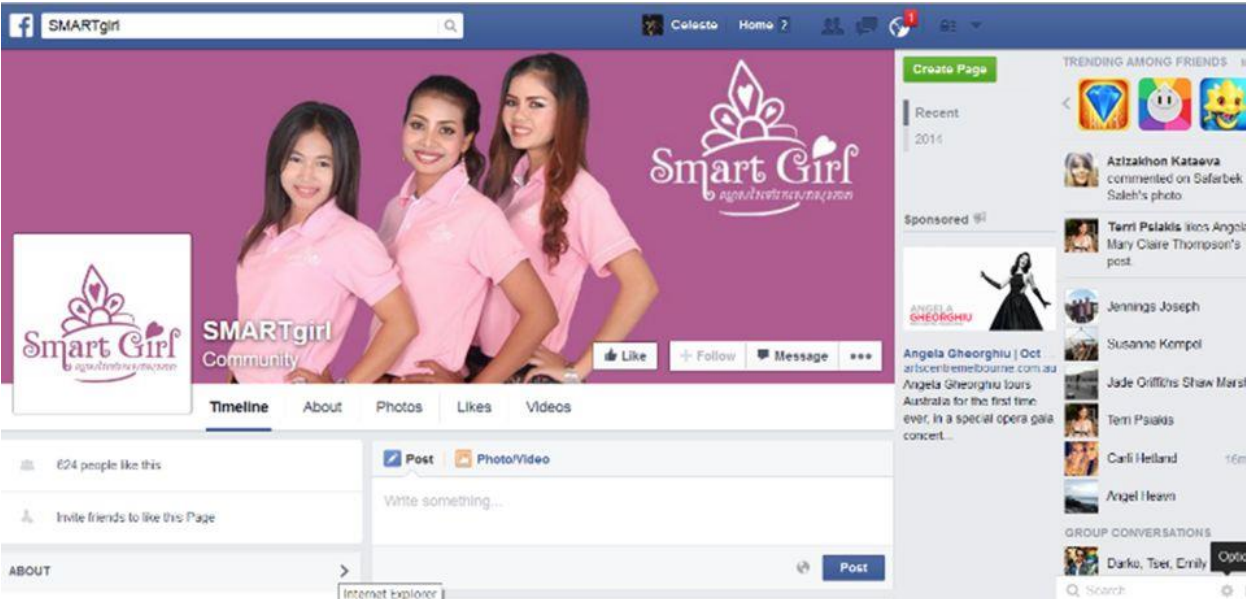 SMARTgirl
Celeste Home 2
1
Smart Girl
Smart Girl
SMARTgirl
Community
Like
Follow
Message
Timeline
About
Photos
Likes
Videos
624 people like this
Invite friends to like this Page
ABOUT
Internet Explorer
Post
Photo/Video
Write something...
Post
Create Page
Recent
2014
Sponsored
ANGELA
GHEORGHIU
Angela Gheorghiu | Oct
artscentremelbourne.com.au
Angela Gheorghiu tours
Australia for the first time
ever, in a special opera gala
concert...
TRENDING AMONG FRIENDS
Azizakhon Kataeva
commented on Safarbek
Saleh's photo.
Terri Psiakis likes Angela
Mary Claire Thompson's
post.
Jennings Joseph
Susanne Kempel
Jade Griffiths Shaw Marsh
Terri Psiakis
Carli Hetland
Angel Heavn
GROUP CONVERSATIONS
Darko, Tser, Emily
Optio
Search